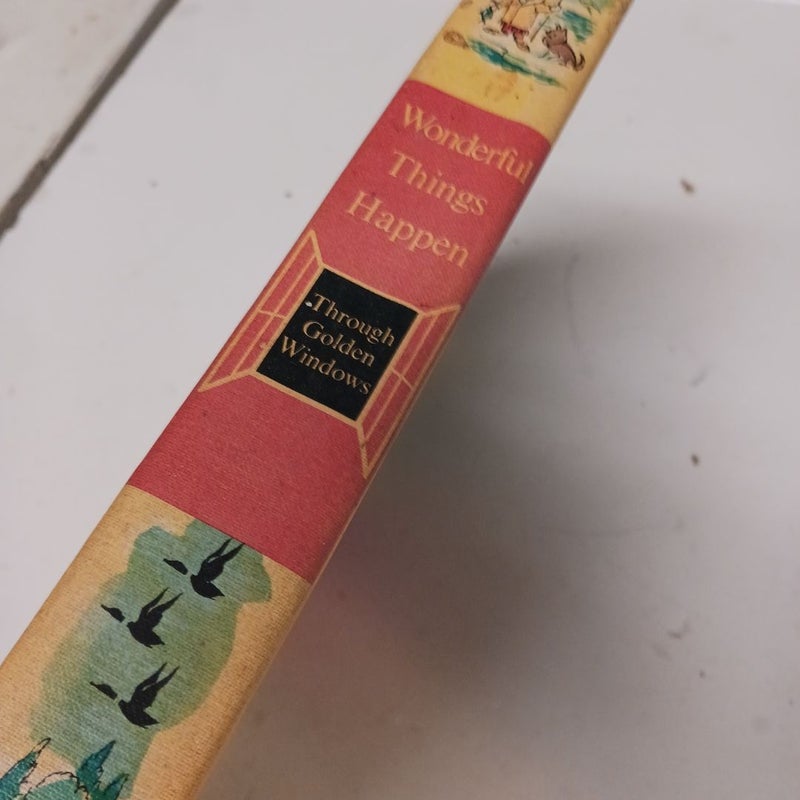 Wonderful
Things
Happen
Through
Golden
Windows